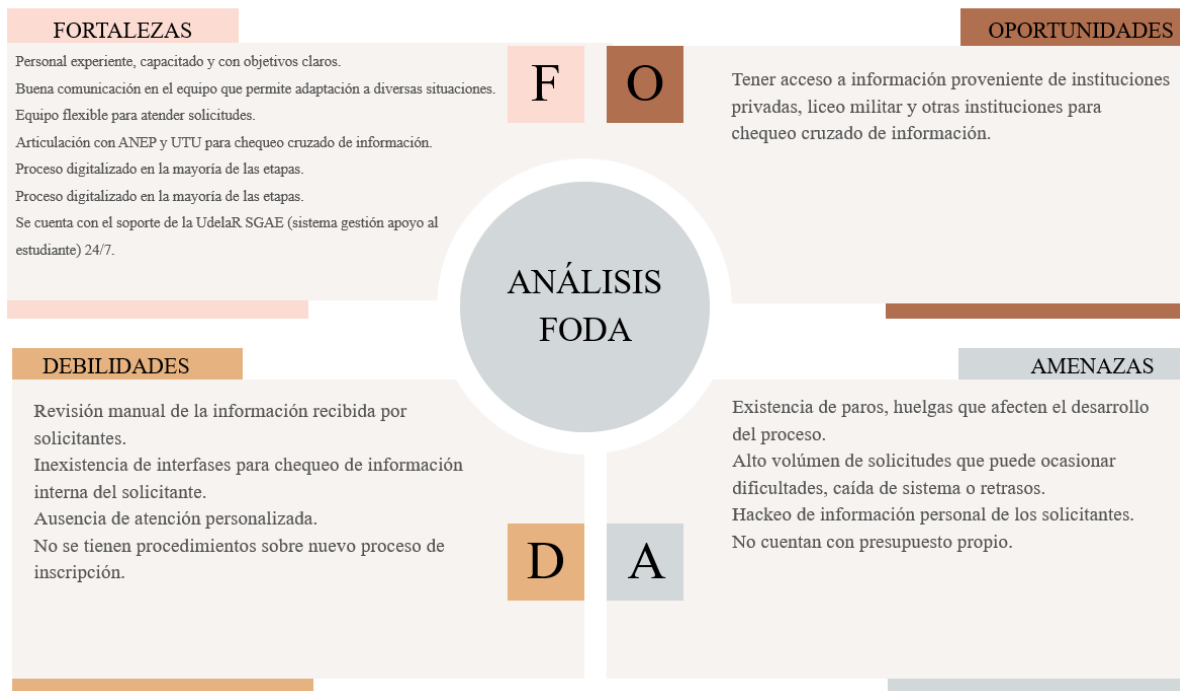 FORTALEZAS
Personal experiente, capacitado y con objetivos claros.
Buena comunicación en el equipo que permite adaptación a diversas situaciones.
Equipo flexible para atender solicitudes.
Articulación con ANEP y UTU para chequeo cruzado de información.
Proceso digitalizado en la mayoría de las etapas.
Proceso digitalizado en la mayoría de las etapas.
Se cuenta con el soporte de la UdelaR SGAE (sistema gestión apoyo al
estudiante) 24/7.
F
O
OPORTUNIDADES
Tener acceso a información proveniente de instituciones
privadas, liceo militar y otras instituciones para
chequeo cruzado de información.
ANÁLISIS
FODA
DEBILIDADES
Revisión manual de la información recibida por
solicitantes.
Inexistencia de interfases para chequeo de información
interna del solicitante.
Ausencia de atención personalizada.
No se tienen procedimientos sobre nuevo proceso de
inscripción.
D
A
AMENAZAS
Existencia de paros, huelgas que afecten el desarrollo
del proceso.
Alto volúmen de solicitudes que puede ocasionar
dificultades, caída de sistema o retrasos.
Hackeo de información personal de los solicitantes.
No cuentan con presupuesto propio.